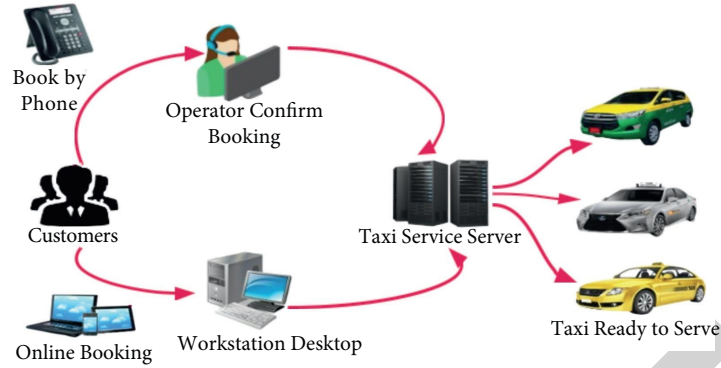 Book by
Phone
Operator Confirm
Booking
Customers
Taxi Service Server
Online Booking
Workstation Desktop
Taxi Ready to Serve